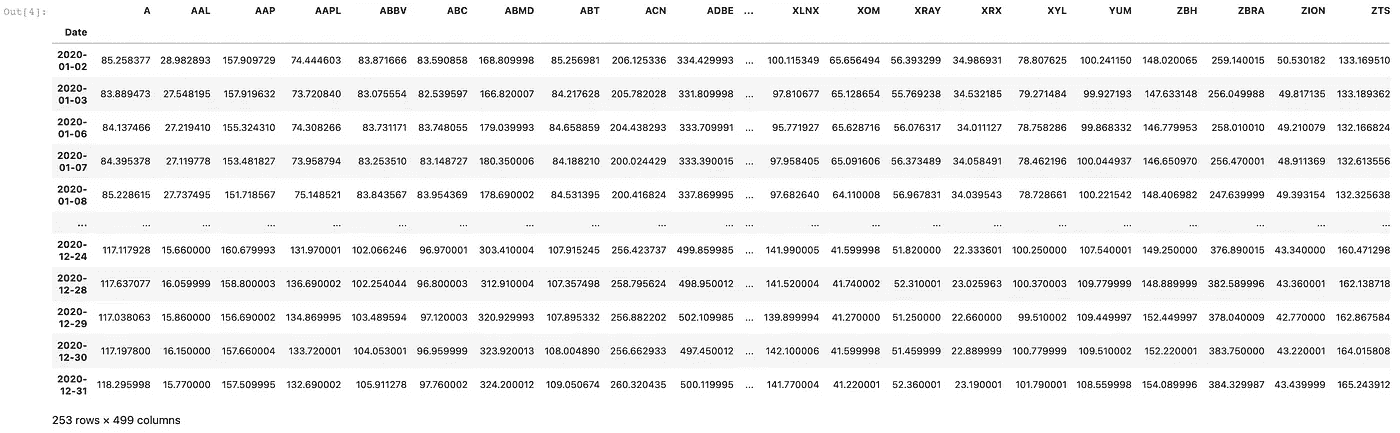 Out[4]:
A AAL AAP AAPL ABBV ABC ABMD ABT ACN ADBE ... XLNX XOM XRAY XRX XYL YUM ZBH ZBRA ZION ZTS
Date
2020-01-02 85.258377 28.982893 157.909729 74.444603 83.871666 83.590858 168.809998 85.256981 206.125336 334.429993 ... 100.115349 65.656494 56.393299 34.986931 78.807625 100.241150 148.020065 259.140015 50.530182 133.169510
2020-01-03 83.889473 27.548195 157.919632 73.720840 83.075554 82.539597 166.820007 84.217628 205.782028 331.809998 ... 97.810677 65.128654 55.769238 34.532185 79.271484 99.927193 147.633148 256.049988 49.817135 133.189362
2020-01-06 84.137466 27.219410 155.324310 74.308266 83.731171 83.748055 179.039993 84.658859 204.438293 333.709991 ... 95.771927 65.628716 56.076317 34.011127 78.758286 99.868332 146.779953 258.010010 49.210079 132.166824
2020-01-07 84.395378 27.119778 153.481827 73.958794 83.253510 83.148727 180.350006 84.188210 200.024429 333.390015 ... 97.958405 65.091606 56.373489 34.058491 78.462196 100.044937 146.650970 256.470001 48.911369 132.613556
2020-01-08 85.228615 27.737495 151.718567 75.148521 83.843567 83.954369 178.690002 84.531395 200.416824 337.869995 ... 97.682640 64.110008 56.967831 34.039543 78.728661 100.221542 148.406982 247.639999 49.393154 132.325638
... ... ... ... ... ... ... ... ... ... ... ... ... ... ... ... ... ... ... ... ... ...
2020-12-24 117.117928 15.660000 160.679993 131.970001 102.066246 96.970001 303.410004 107.915245 256.423737 499.859985 ... 141.990005 41.599998 51.820000 22.333601 100.250000 107.540001 149.250000 376.890015 43.340000 160.471298
2020-12-28 117.637077 16.059999 158.800003 136.690002 102.254044 96.800003 312.910004 107.357498 258.795624 498.950012 ... 141.520004 41.740002 52.310001 23.025963 100.370003 109.779999 148.889999 382.589996 43.360001 162.138718
2020-12-29 117.038063 15.860000 156.690002 134.869995 103.489594 97.120003 320.929993 107.895332 256.882202 502.109985 ... 139.899994 41.270000 51.250000 22.660000 99.510002 109.449997 152.449997 378.040009 42.770000 162.867584
2020-12-30 117.197800 16.150000 157.660004 133.720001 104.053001 96.959999 323.920013 108.004890 256.662933 497.450012 ... 142.100006 41.599998 51.459999 22.889999 100.779999 109.510002 152.220001 383.750000 43.220001 164.015808
2020-12-31 118.295998 15.770000 157.509995 132.690002 105.911278 97.760002 324.200012 109.050674 260.320435 500.119995 ... 141.770004 41.220001 52.360001 23.190001 101.790001 108.559998 154.089996 384.329987 43.439999 165.243912
253 rows × 499 columns